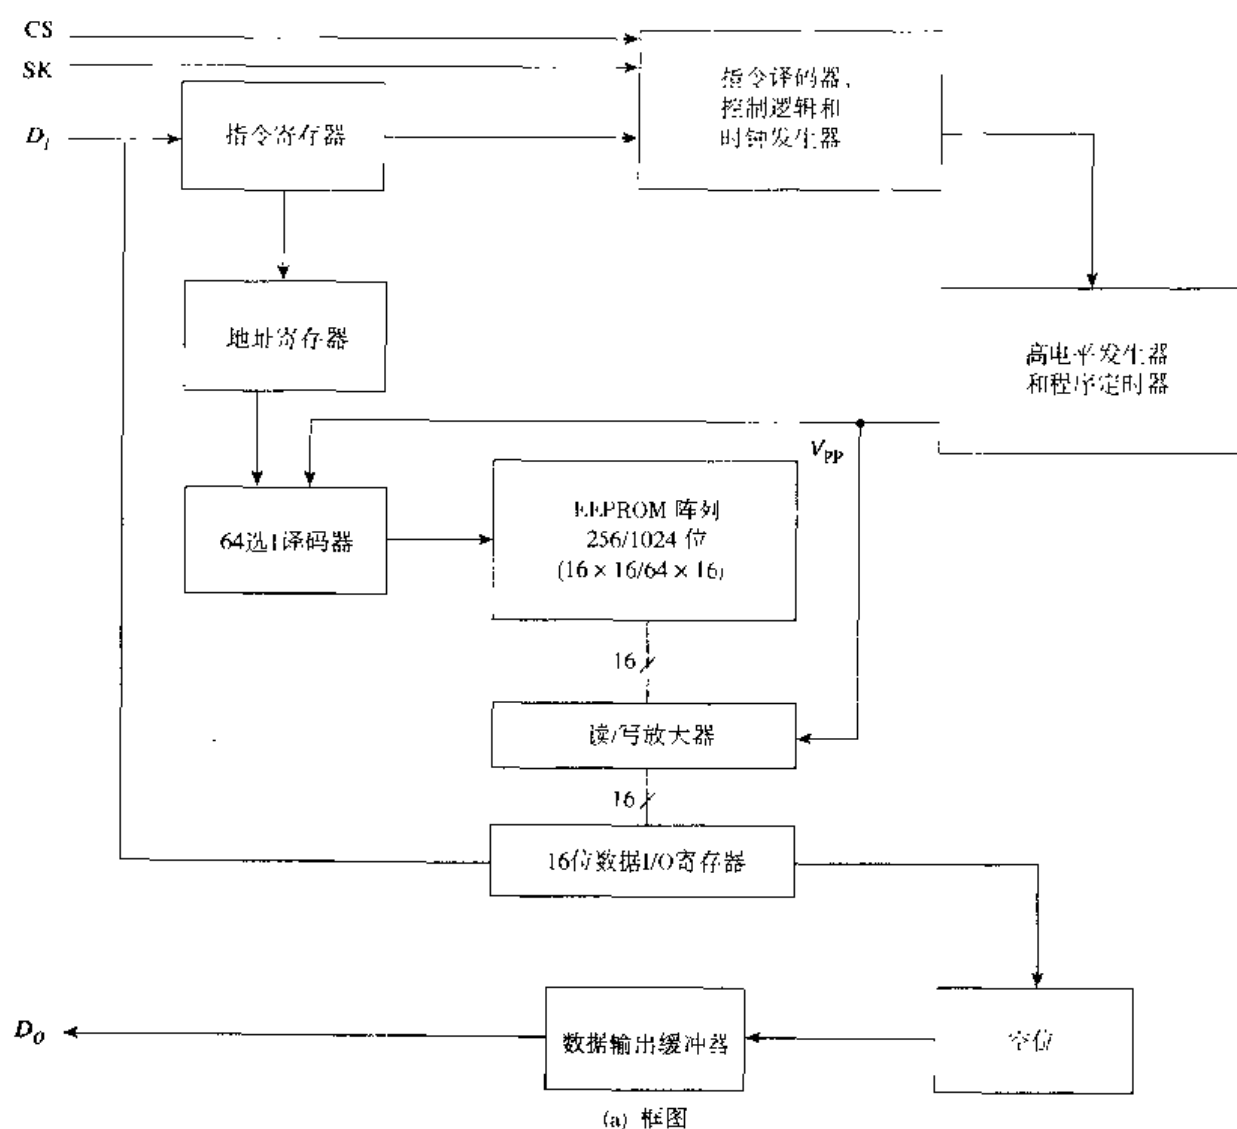 CS
SK
D_I
指令寄存器
指令译码器、
控制逻辑和
时钟发生器
地址寄存器
高电平发生器
和程序定时器
V_PP
64选1译码器
EEPROM 阵列
256/1024 位
(16 × 16/64 × 16)
16
读/写放大器
16
16位数据I/O寄存器
D_O
数据输出缓冲器
空位
(a) 框图